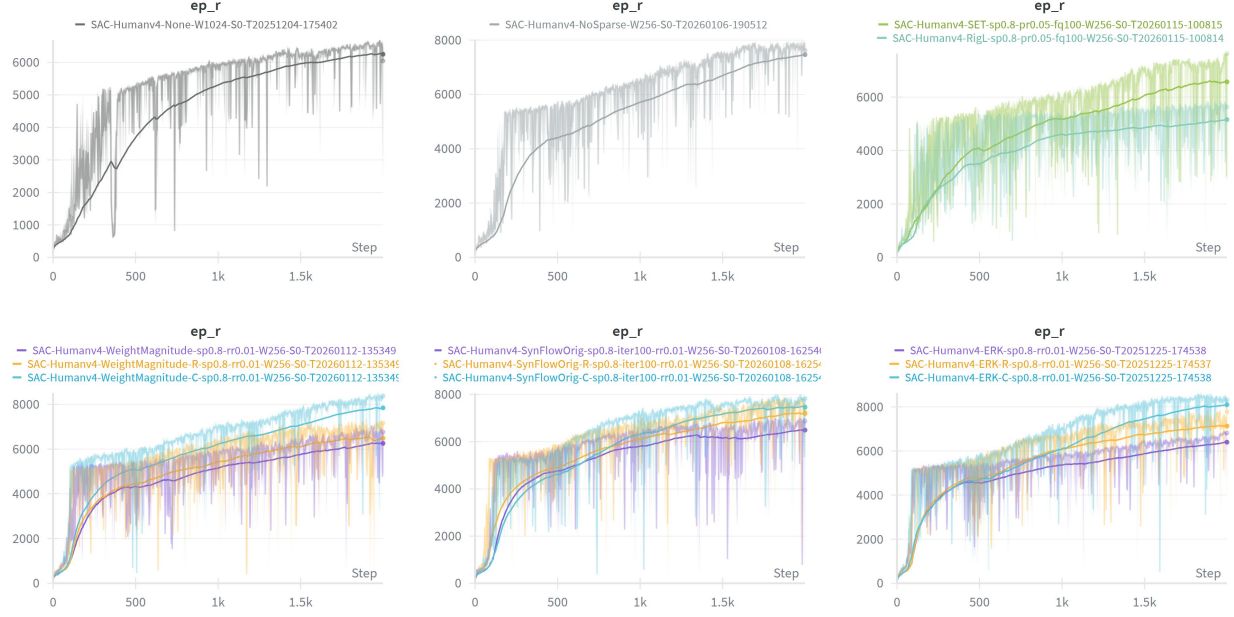 ep_r
SAC-Humanv4-None-W1024-S0-T20251204-175402
6000
5000
4000
3000
2000
1000
0
Step
0 500 1k 1.5k
ep_r
SAC-Humanv4-NoSparse-W256-S0-T20260106-190512
8000
6000
4000
2000
0
Step
0 500 1k 1.5k
ep_r
SAC-Humanv4-SET-sp0.8-pr0.05-fq100-W256-S0-T20260115-100815
SAC-Humanv4-RigL-sp0.8-pr0.05-fq100-W256-S0-T20260115-100814
6000
4000
2000
0
Step
0 500 1k 1.5k
ep_r
SAC-Humanv4-WeightMagnitude-sp0.8-rr0.01-W256-S0-T20260112-135349
SAC-Humanv4-WeightMagnitude-R-sp0.8-rr0.01-W256-S0-T20260112-135349
SAC-Humanv4-WeightMagnitude-C-sp0.8-rr0.01-W256-S0-T20260112-135349
8000
6000
4000
2000
0
Step
0 500 1k 1.5k
ep_r
SAC-Humanv4-SynFlowOrig-sp0.8-iter100-rr0.01-W256-S0-T20260108-16254
SAC-Humanv4-SynFlowOrig-R-sp0.8-iter100-rr0.01-W256-S0-T20260108-1625
SAC-Humanv4-SynFlowOrig-C-sp0.8-iter100-rr0.01-W256-S0-T20260108-1625
8000
6000
4000
2000
0
Step
0 500 1k 1.5k
ep_r
SAC-Humanv4-ERK-sp0.8-rr0.01-W256-S0-T20251225-174538
SAC-Humanv4-ERK-R-sp0.8-rr0.01-W256-S0-T20251225-174537
SAC-Humanv4-ERK-C-sp0.8-rr0.01-W256-S0-T20251225-174538
8000
6000
4000
2000
0
Step
0 500 1k 1.5k